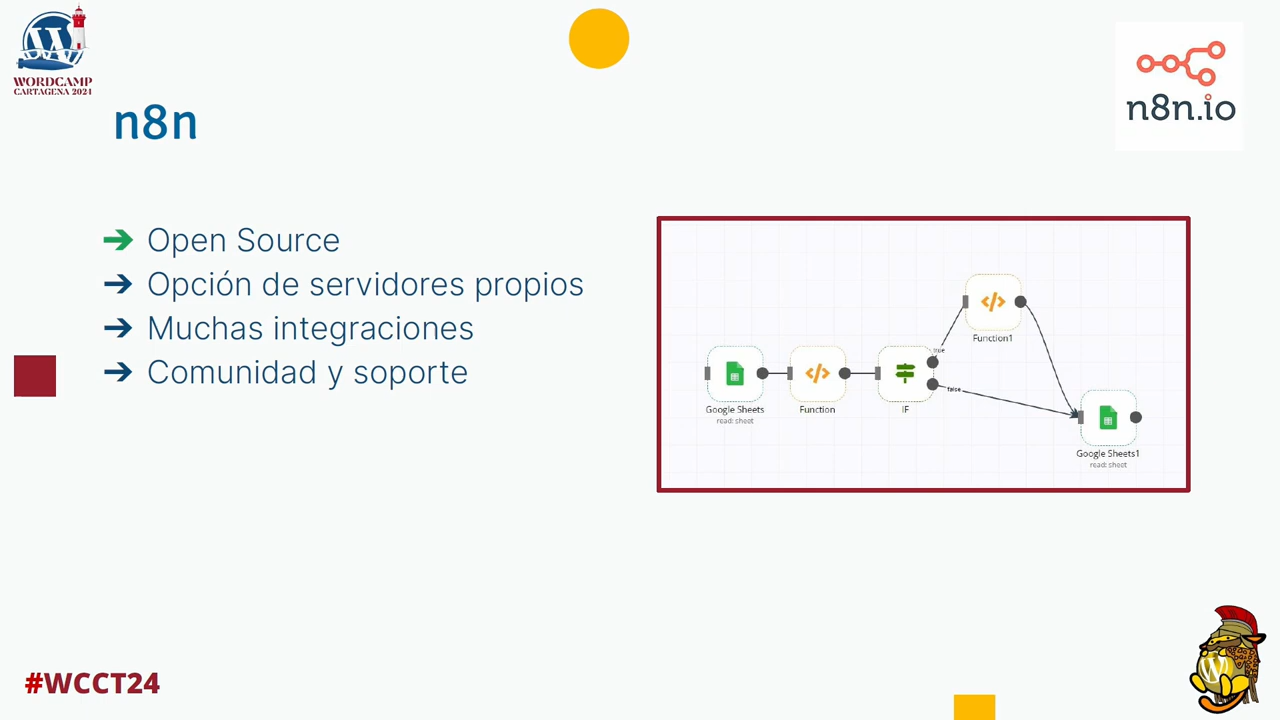 WORDCAMP
CARTAGENA 2024
n8n
n8n.io
➔ Open Source
➔ Opción de servidores propios
➔ Muchas integraciones
➔ Comunidad y soporte
Function1
true
false
Google Sheets
read: sheet
Function
IF
Google Sheets1
read: sheet
#WCCT24